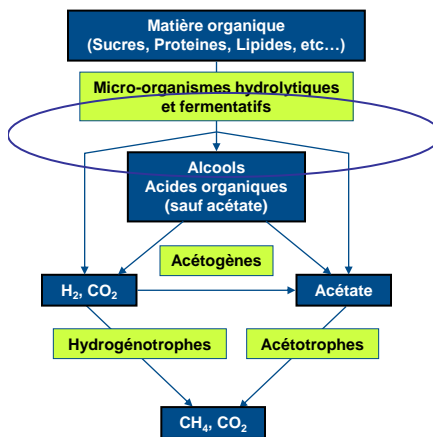 Matière organique
(Sucres, Proteines, Lipides, etc…)
Micro-organismes hydrolytiques
et fermentatifs
Alcools
Acides organiques
(sauf acétate)
Acétogènes
H₂, CO₂
Acétate
Hydrogénotrophes
Acétotrophes
CH₄, CO₂